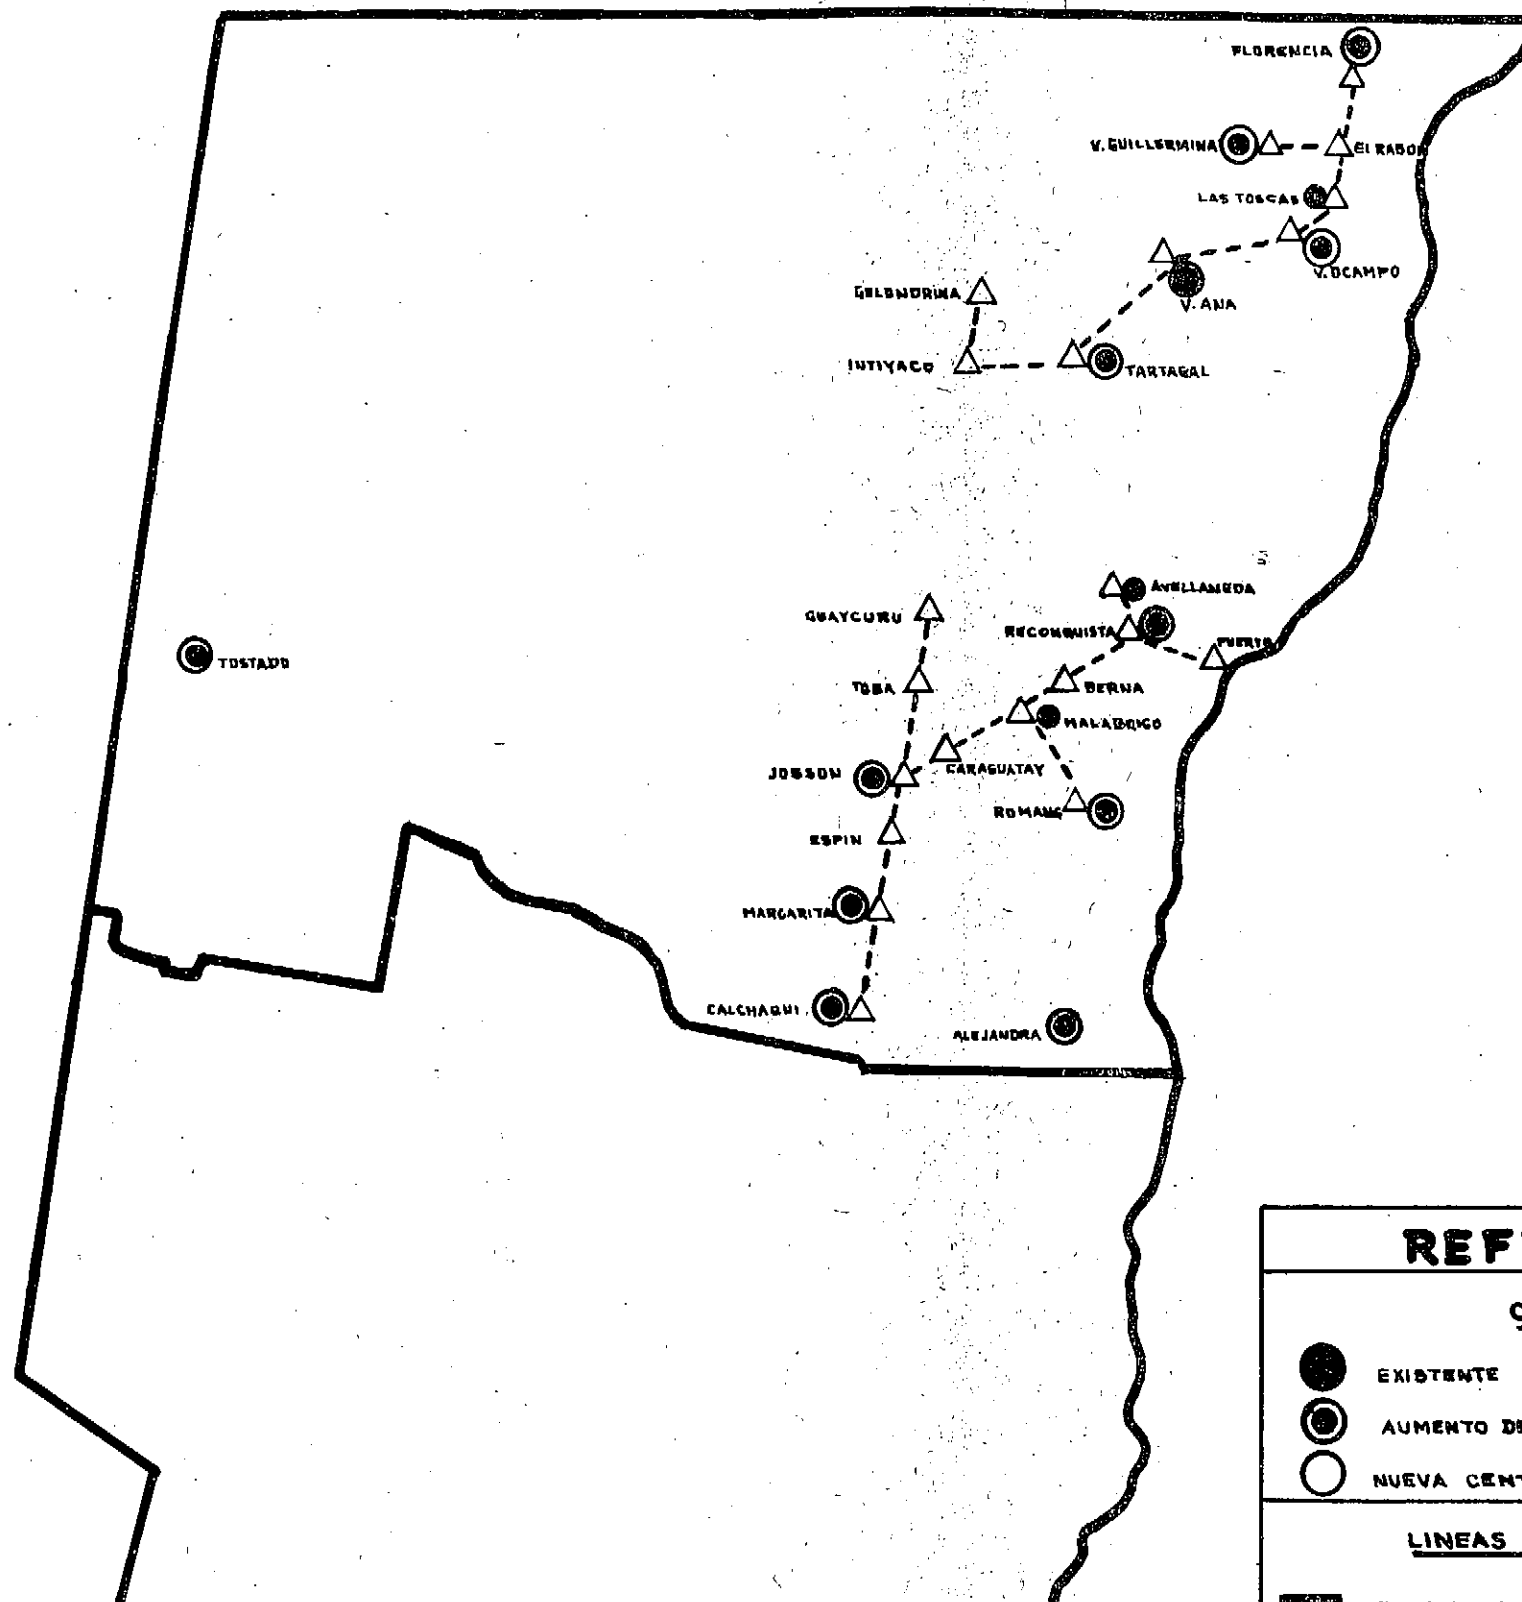 FLORENCIA
V. GUILLERMINA
EL RABON
LAS TOSCAS
V. OCAMPO
V. ANA
GOLONDRINA
INTIYACO
TARTAGAL
AVELLANEDA
GUAYCURU
RECONQUISTA
PUERTO
TOSTADO
TOBA
BERNA
MALABRIGO
CARAGUATAY
JOBSON
ROMANG
ESPIN
MARGARITA
CALCHAQUI
ALEJANDRA
REF
EXISTENTE
AUMENTO DE
NUEVA CENT
LINEAS